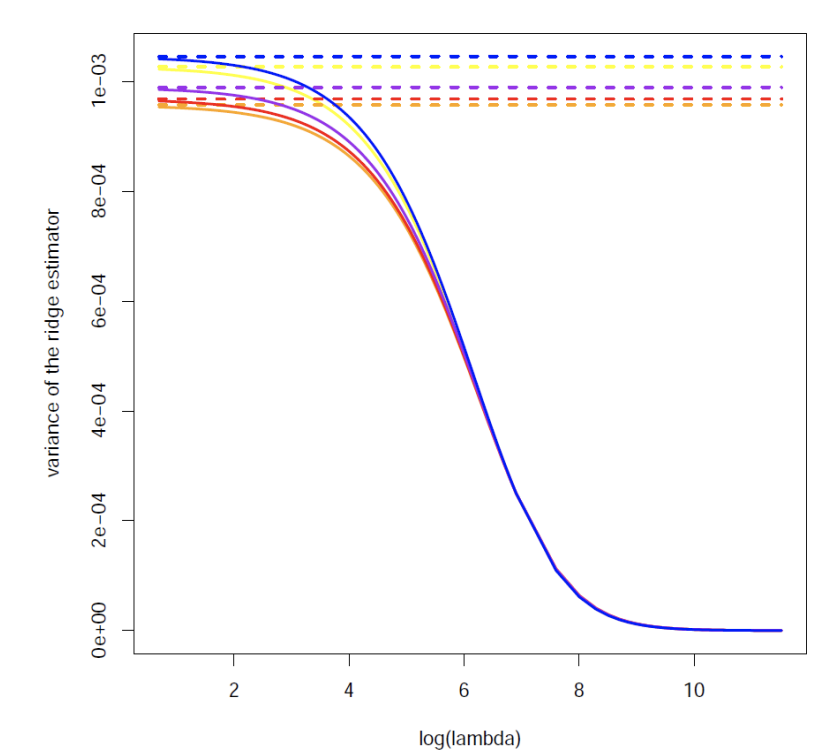 variance of the ridge estimator
1e−03
8e−04
6e−04
4e−04
2e−04
0e+00
2 4 6 8 10
log(lambda)